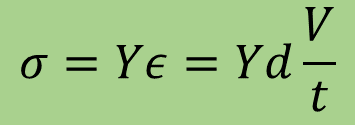 σ = Yϵ = Yd V/t